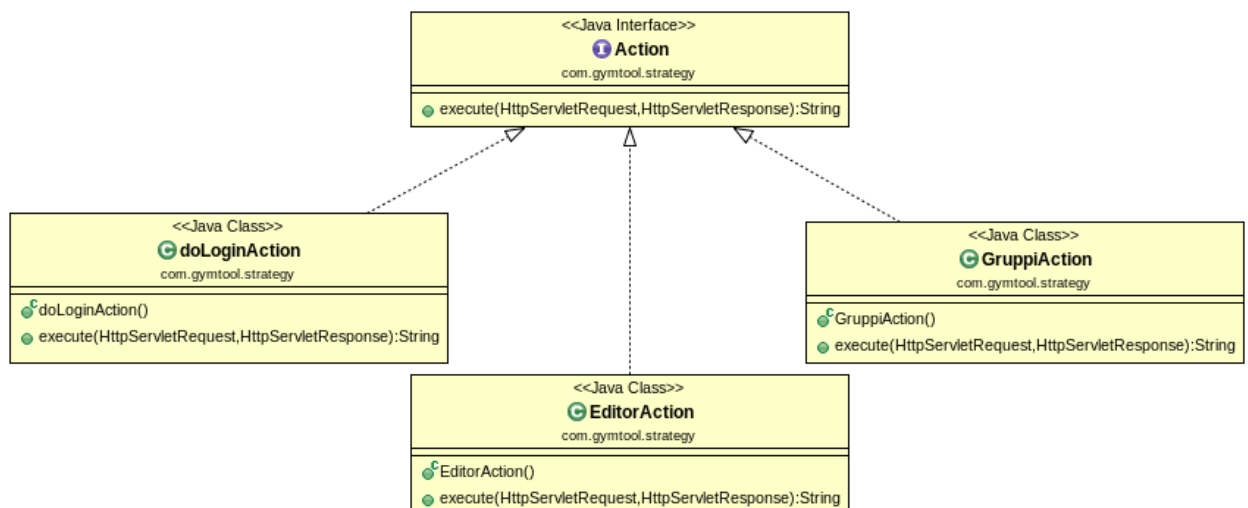 <<Java Interface>>
Action
com.gymtool.strategy
execute(HttpServletRequest,HttpServletResponse):String
<<Java Class>>
doLoginAction
com.gymtool.strategy
doLoginAction()
execute(HttpServletRequest,HttpServletResponse):String
<<Java Class>>
GruppiAction
com.gymtool.strategy
GruppiAction()
execute(HttpServletRequest,HttpServletResponse):String
<<Java Class>>
EditorAction
com.gymtool.strategy
EditorAction()
execute(HttpServletRequest,HttpServletResponse):String